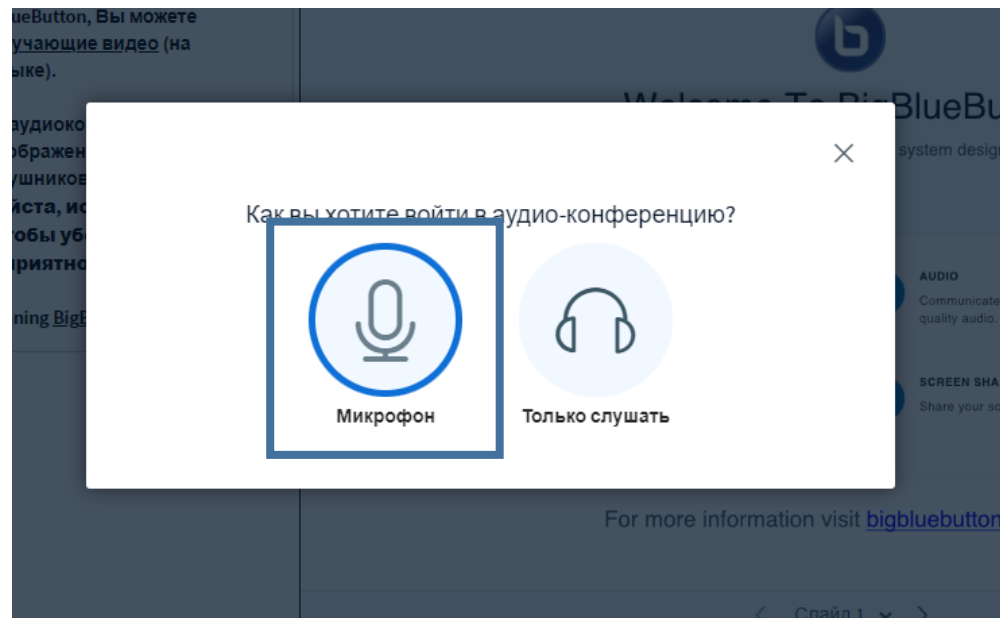 ueButton, Вы можете
учающие видео (на
ыке).
аудиоко
ображен
ушников
йста, ис
тобы уб
приятно
ning BigB
Welcome To BigBlueBu
system desig
Как вы хотите войти в аудио-конференцию?
Микрофон
Только слушать
AUDIO
Communicate
quality audio.
SCREEN SHA
Share your sc
For more information visit bigbluebutton
Слайд 1